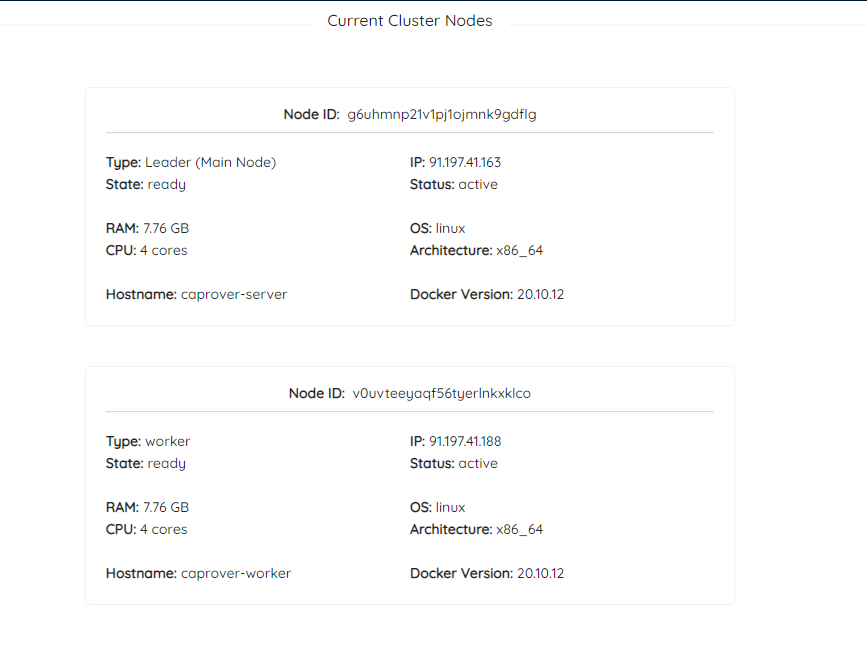 Current Cluster Nodes
Node ID: g6uhmnp21v1pj1ojmnk9gdflg
Type: Leader (Main Node)
IP: 91.197.41.163
State: ready
Status: active
RAM: 7.76 GB
OS: linux
CPU: 4 cores
Architecture: x86_64
Hostname: caprover-server
Docker Version: 20.10.12
Node ID: v0uvteeyaqf56tyerlnkxklco
Type: worker
IP: 91.197.41.188
State: ready
Status: active
RAM: 7.76 GB
OS: linux
CPU: 4 cores
Architecture: x86_64
Hostname: caprover-worker
Docker Version: 20.10.12